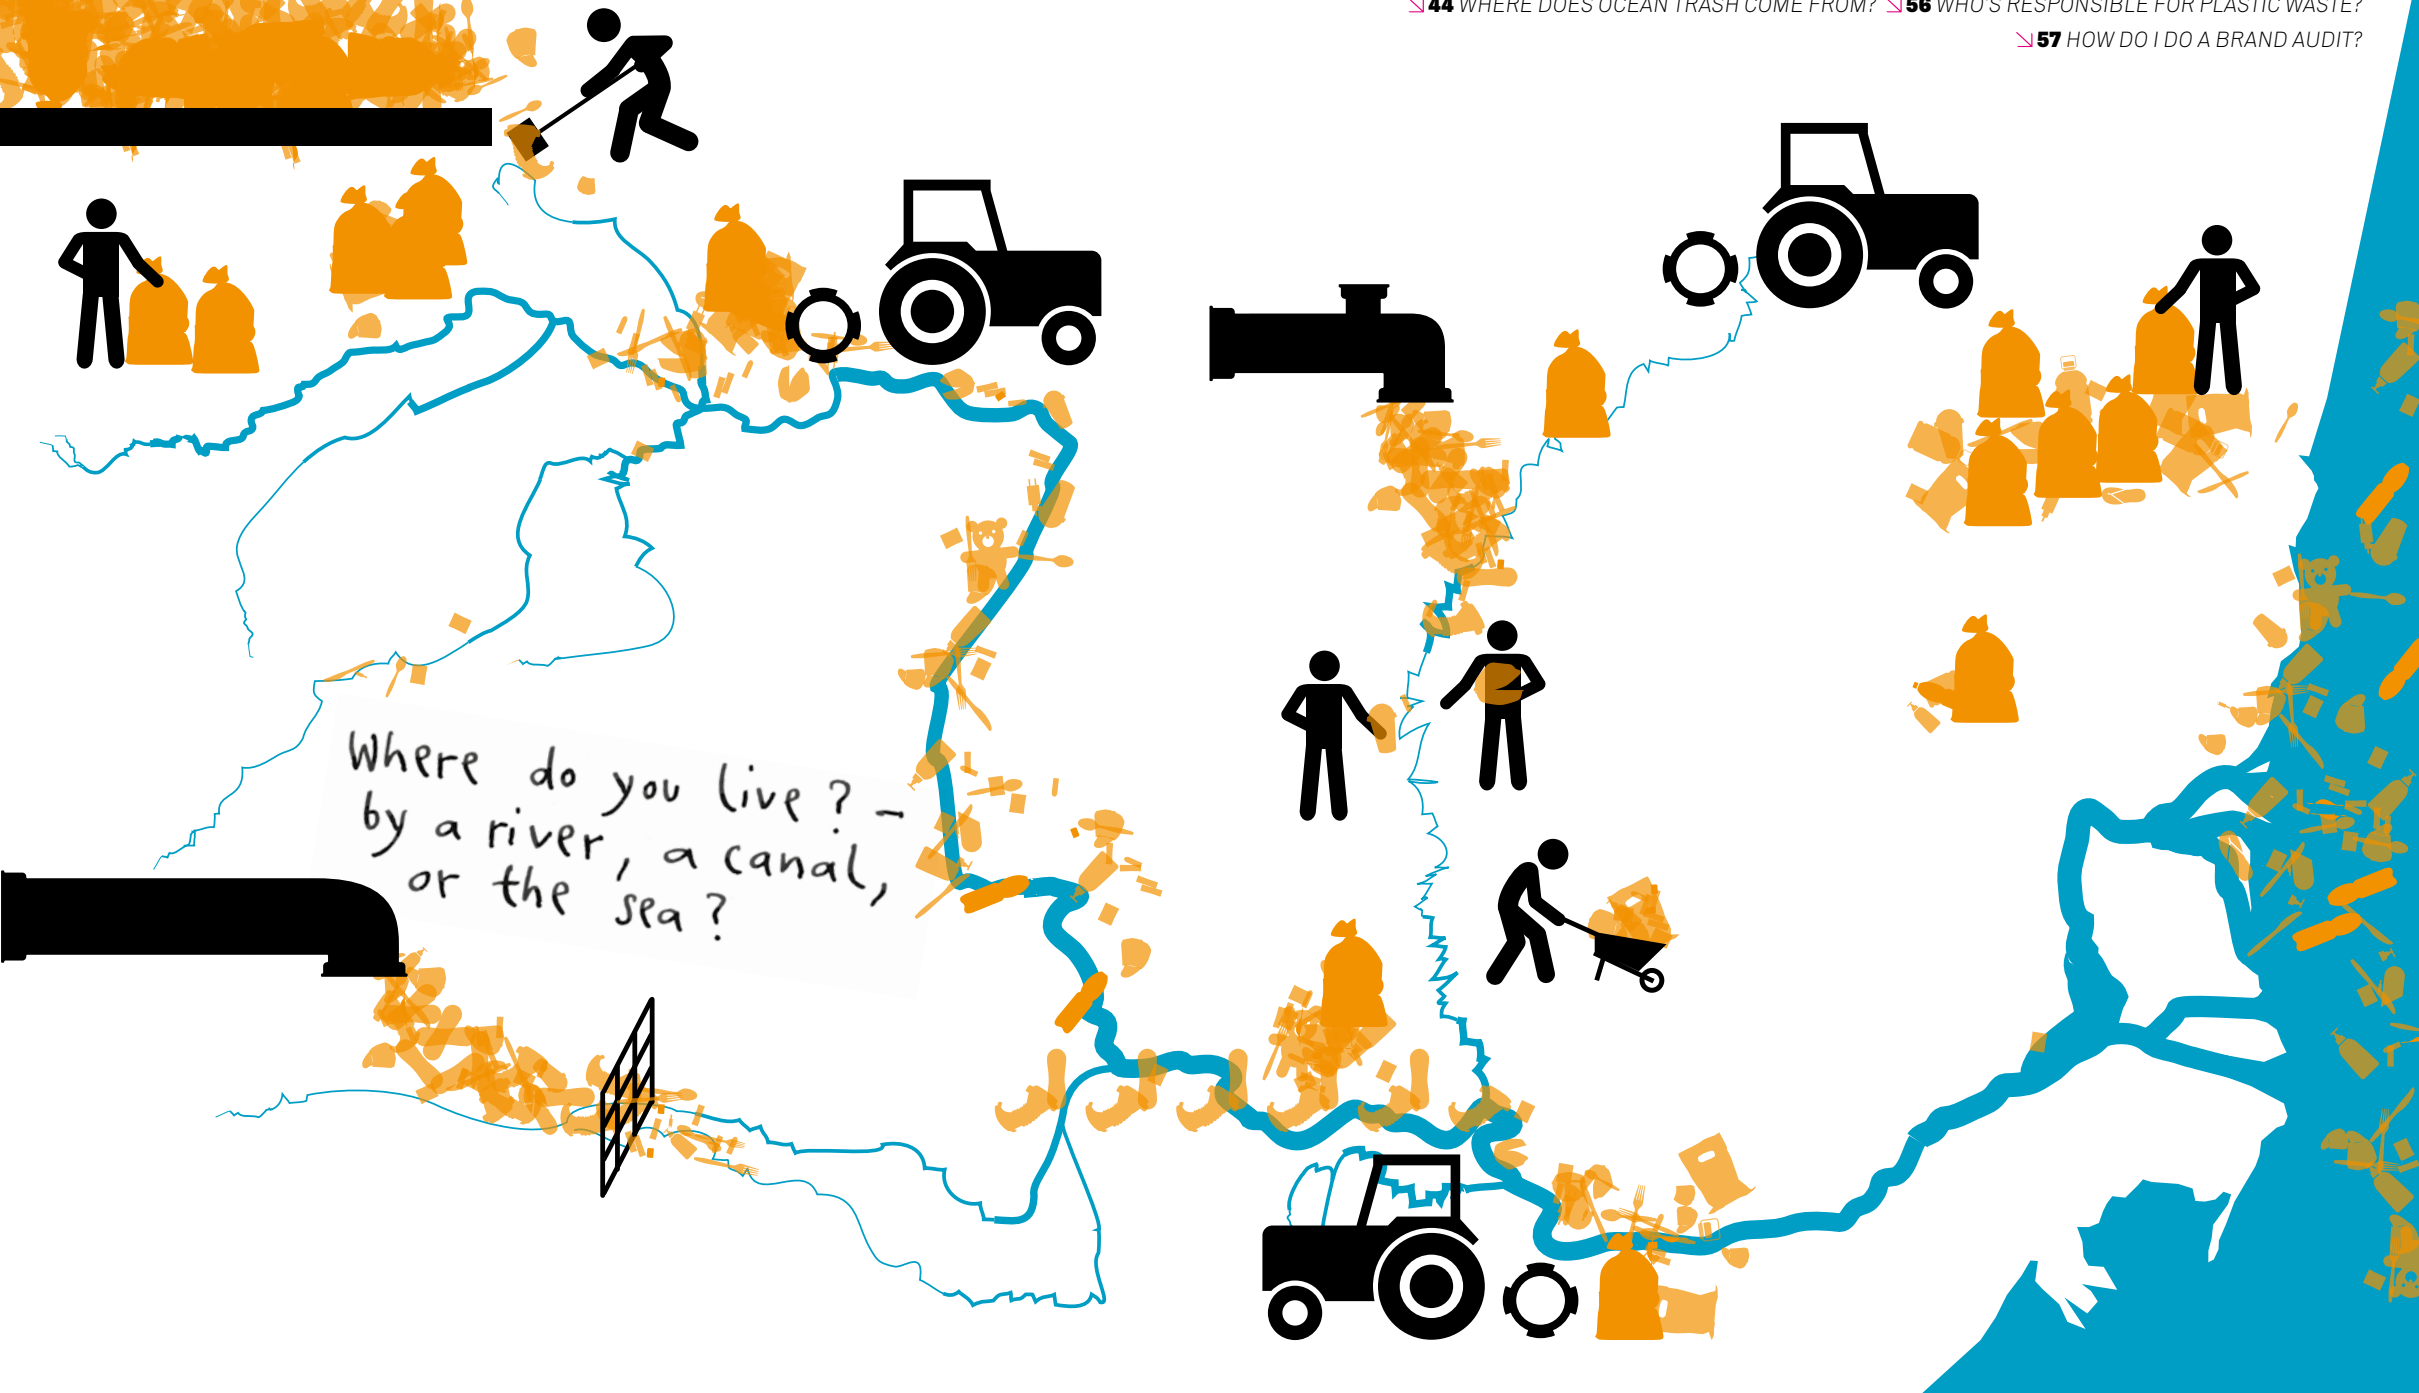 ↘44 WHERE DOES OCEAN TRASH COME FROM? ↘56 WHO'S RESPONSIBLE FOR PLASTIC WASTE?
↘57 HOW DO I DO A BRAND AUDIT?
Where do you live? –
by a river, a canal,
or the sea?